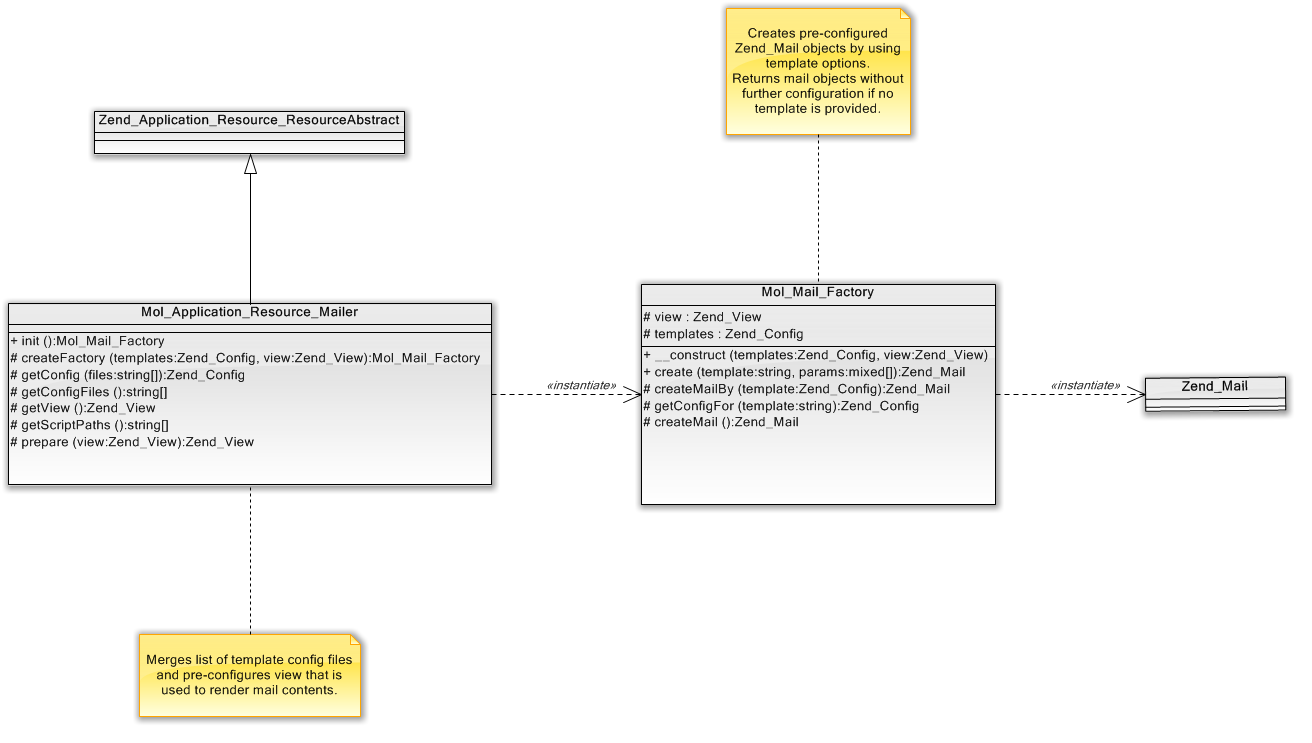 Creates pre-configured
Zend_Mail objects by using
template options.
Returns mail objects without
further configuration if no
template is provided.
Zend_Application_Resource_ResourceAbstract
Mol_Application_Resource_Mailer
+ init ():Mol_Mail_Factory
# createFactory (templates:Zend_Config, view:Zend_View):Mol_Mail_Factory
# getConfig (files:string[]):Zend_Config
# getConfigFiles ():string[]
# getView ():Zend_View
# getScriptPaths ():string[]
# prepare (view:Zend_View):Zend_View
«instantiate»
Mol_Mail_Factory
# view : Zend_View
# templates : Zend_Config
+ __construct (templates:Zend_Config, view:Zend_View)
+ create (template:string, params:mixed[]):Zend_Mail
# createMailBy (template:Zend_Config):Zend_Mail
# getConfigFor (template:string):Zend_Config
# createMail ():Zend_Mail
«instantiate»
Zend_Mail
Merges list of template config files
and pre-configures view that is
used to render mail contents.